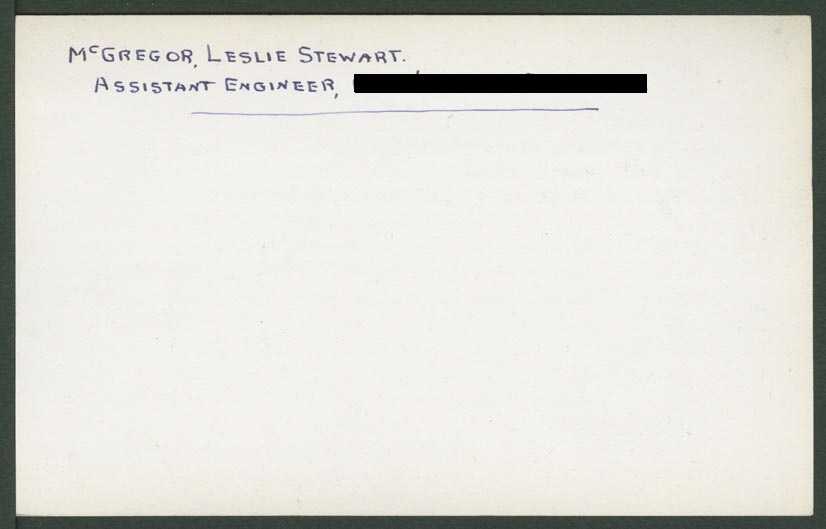 McGREGOR, LESLIE STEWART.
ASSISTANT ENGINEER,